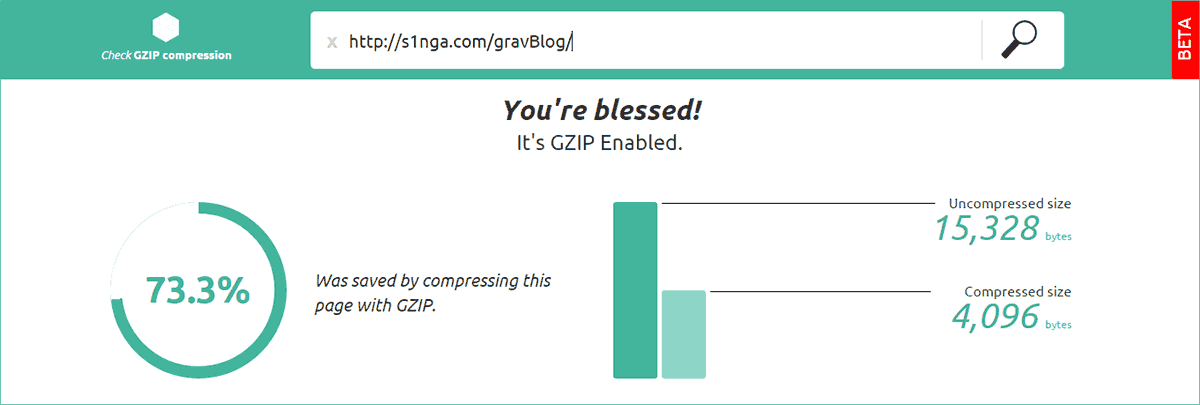 Check GZIP compression
x http://s1nga.com/gravBlog/
BETA
You're blessed!
It's GZIP Enabled.
73.3%
Was saved by compressing this
page with GZIP.
Uncompressed size
15,328 bytes
Compressed size
4,096 bytes